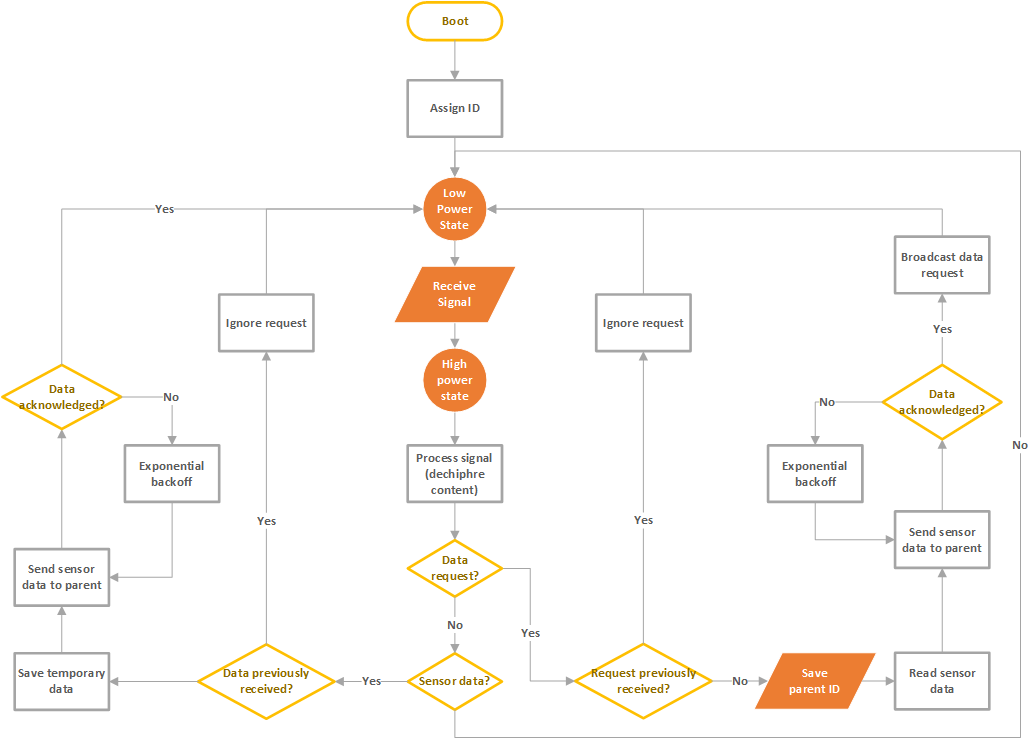 Boot
Assign ID
Low
Power
State
Yes
Broadcast data
request
Receive
Signal
Ignore request
Ignore request
Yes
High
power
state
Data
acknowledged?
No
Data
acknowledged?
No
Process signal
(dechiphre
content)
Exponential
backoff
Exponential
backoff
No
Yes
Yes
Send sensor
data to parent
Data
request?
Send sensor
data to parent
No
Yes
Save temporary
data
Data previously
received?
Yes
Sensor data?
Request previously
received?
No
Save
parent ID
Read sensor
data